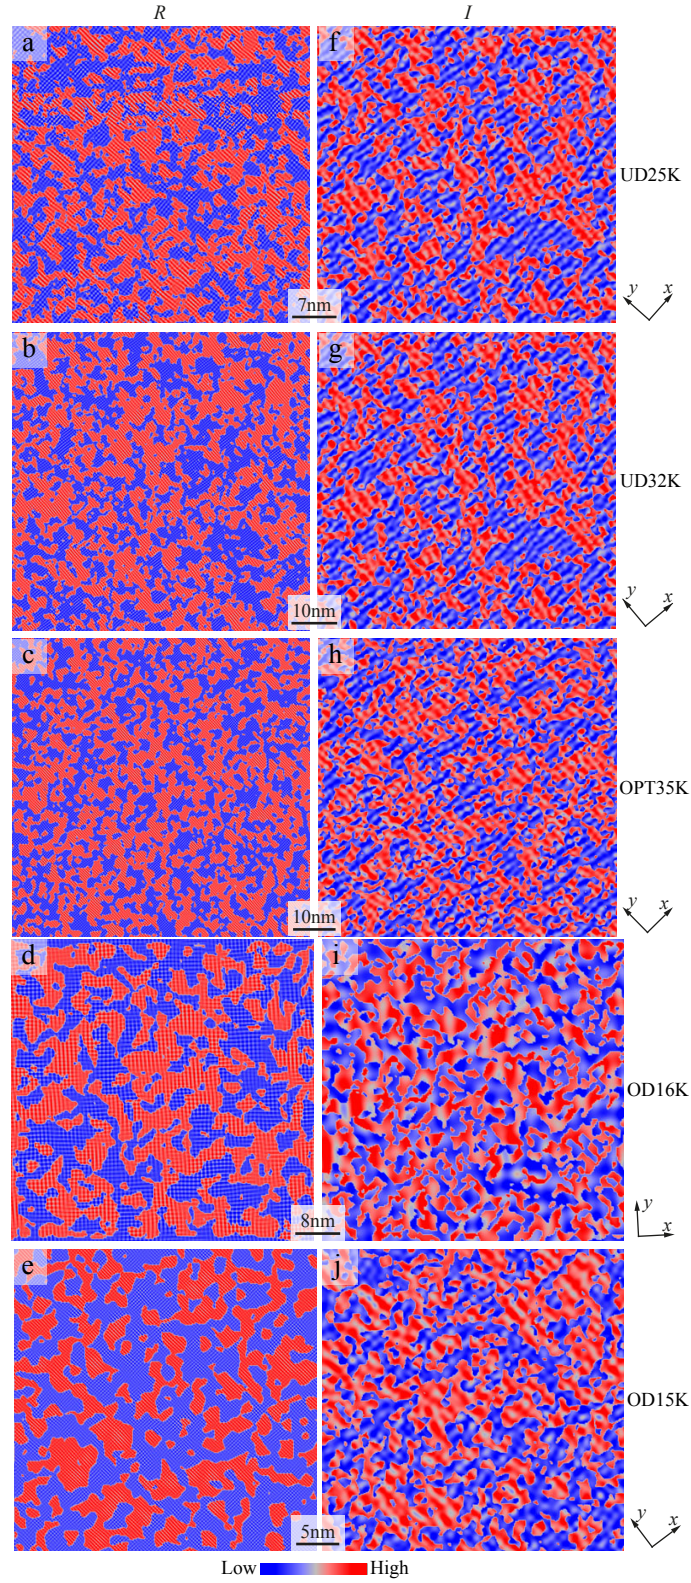 R I
a f
UD25K
y x
7nm
b g
UD32K
y x
10nm
c h
OPT35K
y x
10nm
d i
OD16K
y
x
8nm
e j
OD15K
y x
5nm
Low High